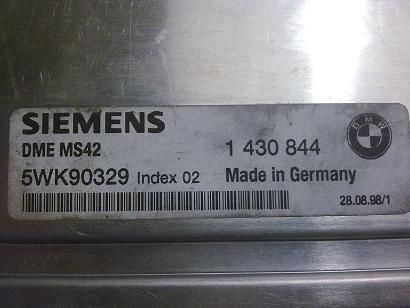 SIEMENS
BMW
DME MS42 1 430 844
5WK90329 Index 02 Made in Germany
28.08.98/1